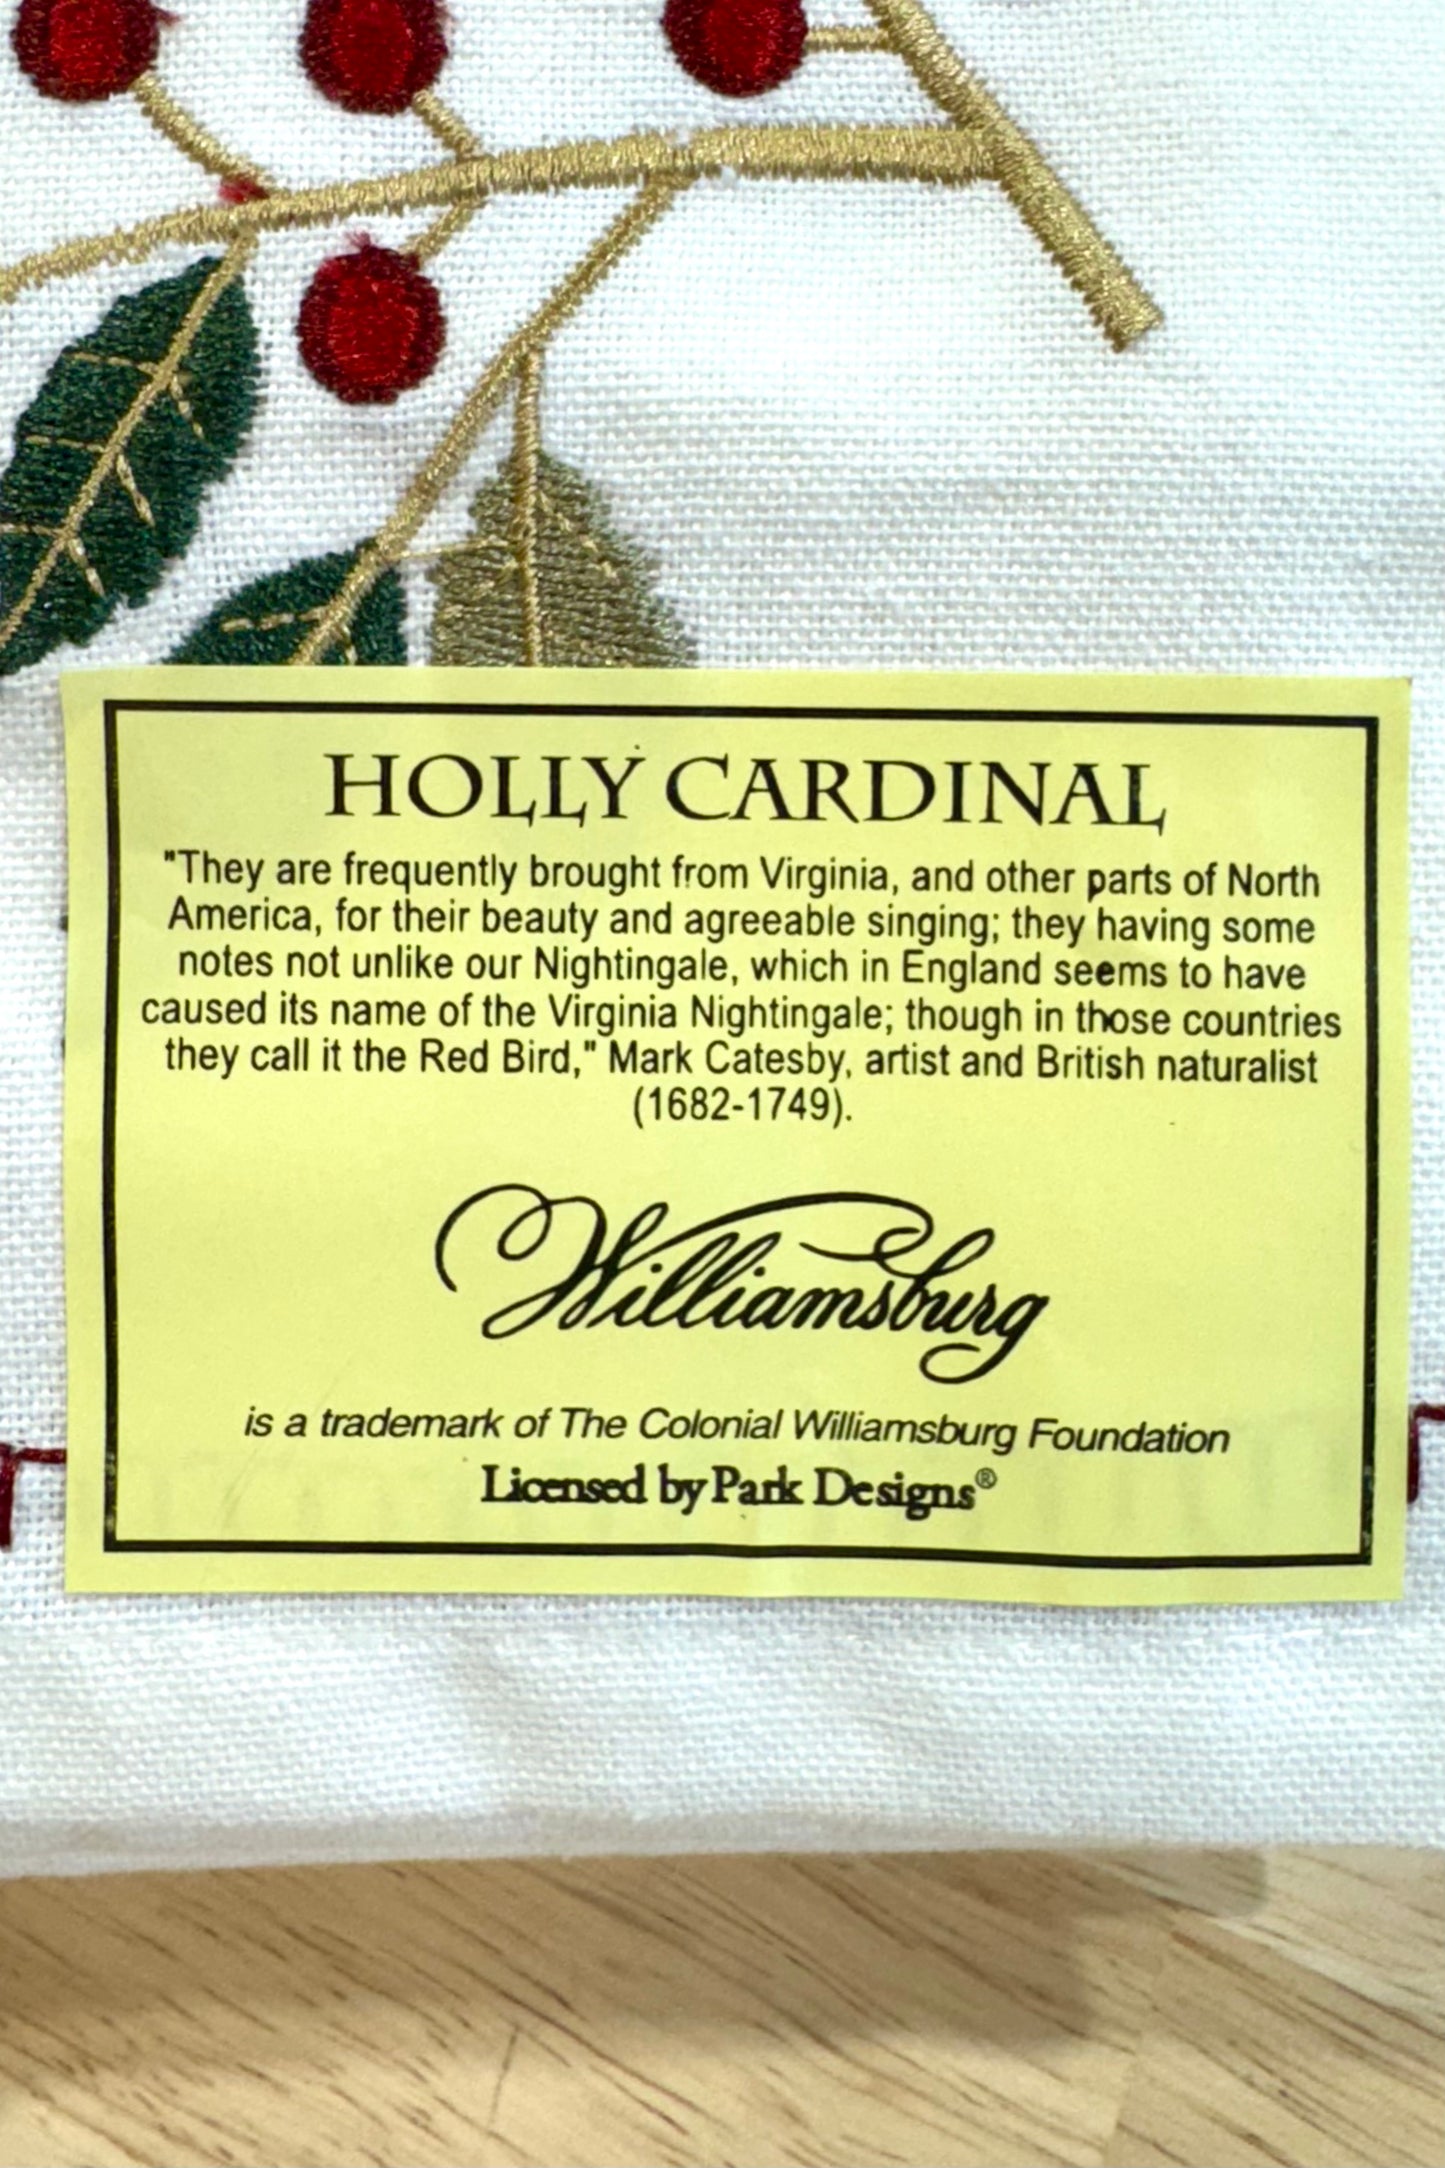 HOLLY CARDINAL
"They are frequently brought from Virginia, and other parts of North
America, for their beauty and agreeable singing; they having some
notes not unlike our Nightingale, which in England seems to have
caused its name of the Virginia Nightingale; though in those countries
they call it the Red Bird," Mark Catesby, artist and British naturalist
(1682-1749).
Williamsburg
is a trademark of The Colonial Williamsburg Foundation
Licensed by Park Designs®